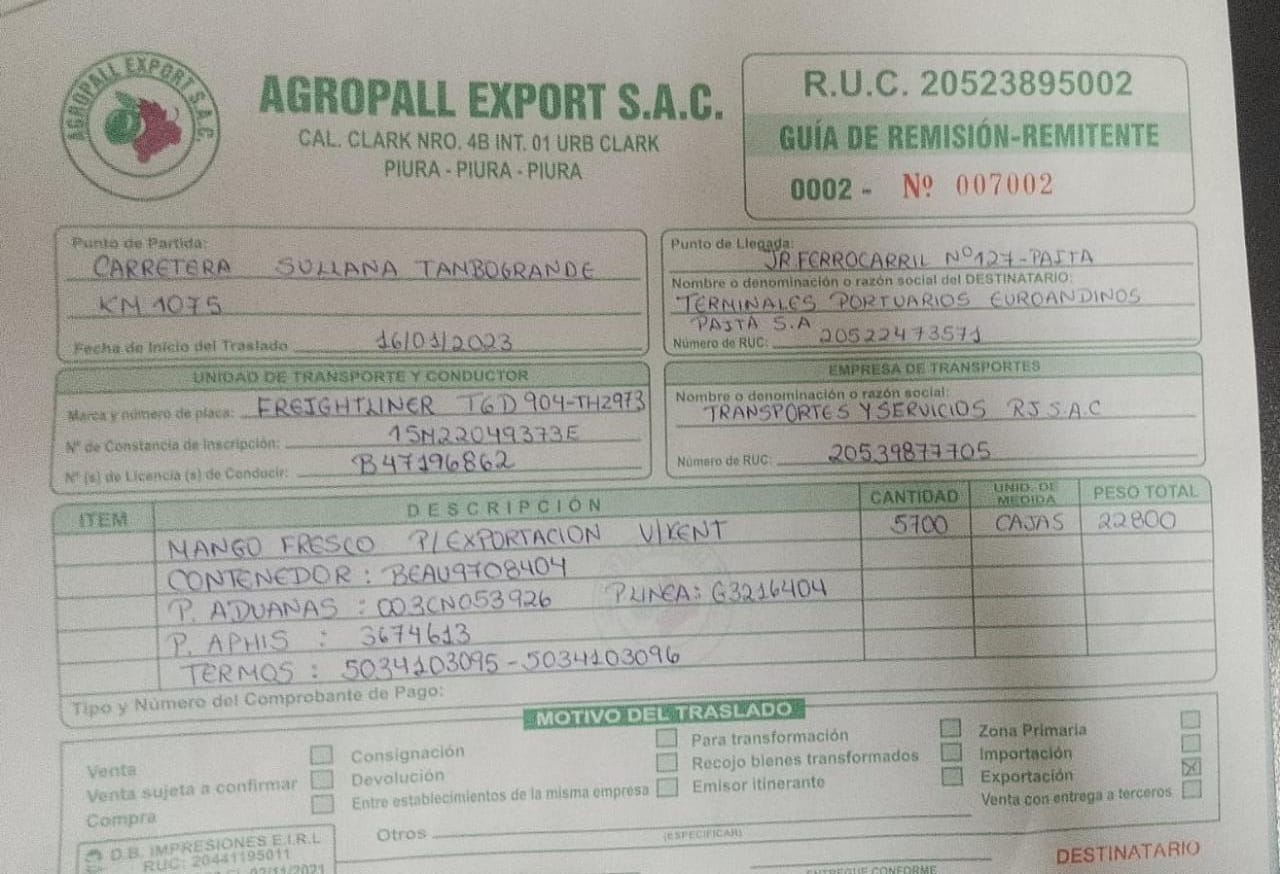 AGROPALL EXPORT S.A.C.
AGROPALL EXPORT S.A.C.
CAL. CLARK NRO. 4B INT. 01 URB CLARK
PIURA - PIURA - PIURA
R.U.C. 20523895002
GUÍA DE REMISIÓN-REMITENTE
0002 - Nº 007002
Punto de Partida:
CARRETERA SULLANA TAMBOGRANDE
KM 1075
Fecha de Inicio del Traslado 16/01/2023
Punto de Llegada: JR.FERROCARRIL Nº127-PAITA
Nombre o denominación o razón social del DESTINATARIO:
TERMINALES PORTUARIOS EUROANDINOS
PAITA S.A
Número de RUC: 20522473571
UNIDAD DE TRANSPORTE Y CONDUCTOR
Marca y número de placa: FREIGHTLINER TGD904-TH2973
Nº de Constancia de Inscripción: 15M22049373E
Nº (s) de Licencia (s) de Conducir: B47196862
EMPRESA DE TRANSPORTES
Nombre o denominación o razón social:
TRANSPORTES Y SERVICIOS RJ S.A.C
Número de RUC: 20539877705
ITEM DESCRIPCIÓN CANTIDAD UNID. DE MEDIDA PESO TOTAL
MANGO FRESCO P/EXPORTACION V/KENT 5700 CAJAS 22800
CONTENEDOR : BEAU9708404
P. ADUANAS : 003CN053926 P.LINEA: G3216404
P. APHIS : 3674613
TERMOS : 5034103095 - 5034103096
Tipo y Número del Comprobante de Pago:
MOTIVO DEL TRASLADO
Venta
Venta sujeta a confirmar
Compra
Consignación
Devolución
Entre establecimientos de la misma empresa
Para transformación
Recojo bienes transformados
Emisor itinerante
Zona Primaria
Importación
Exportación X
Venta con entrega a terceros
Otros
(ESPECIFICAR)
D.B. IMPRESIONES E.I.R.L
RUC: 20441195011
02/11/2021
ENTREGUE CONFORME
DESTINATARIO